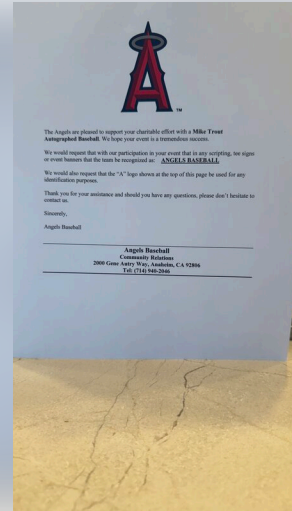 A
TM
The Angels are pleased to support your charitable effort with a Mike Trout
Autographed Baseball. We hope your event is a tremendous success.
We would request that with our participation in your event that in any scripting, test signs
or event banners that the team be recognized as: ANGELS BASEBALL
We would also request that the "A" logo shown at the top of this page be used for any
identification purposes.
Thank you for your assistance and should you have any questions, please don't hesitate to
contact us.
Sincerely,
Angels Baseball
Angels Baseball
Community Relations
2000 Gene Autry Way, Anaheim, CA 92806
Tel: (714) 940-2046